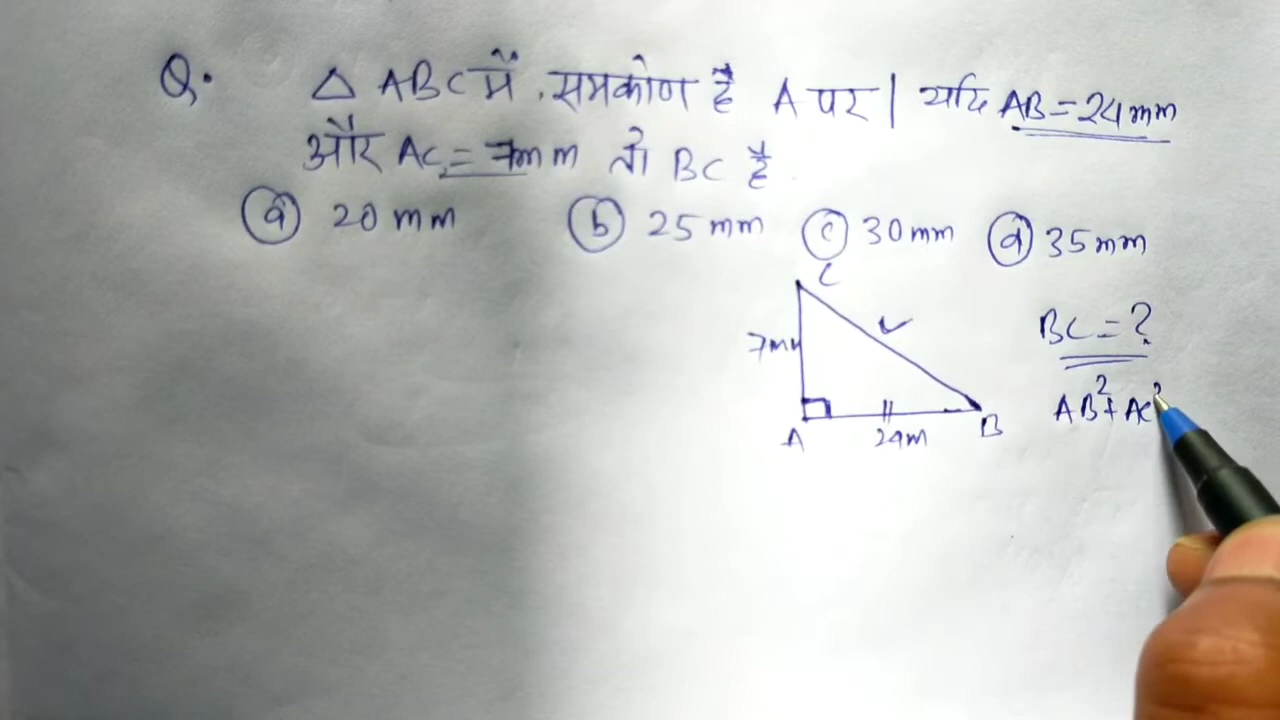 Q. △ ABC में समकोण है A पर | यदि AB = 24mm
और AC = 7mm तो BC है
(a) 20 mm (b) 25 mm (c) 30 mm (d) 35 mm
C
7mm
A 24m B
BC = ?
AB² + AC²